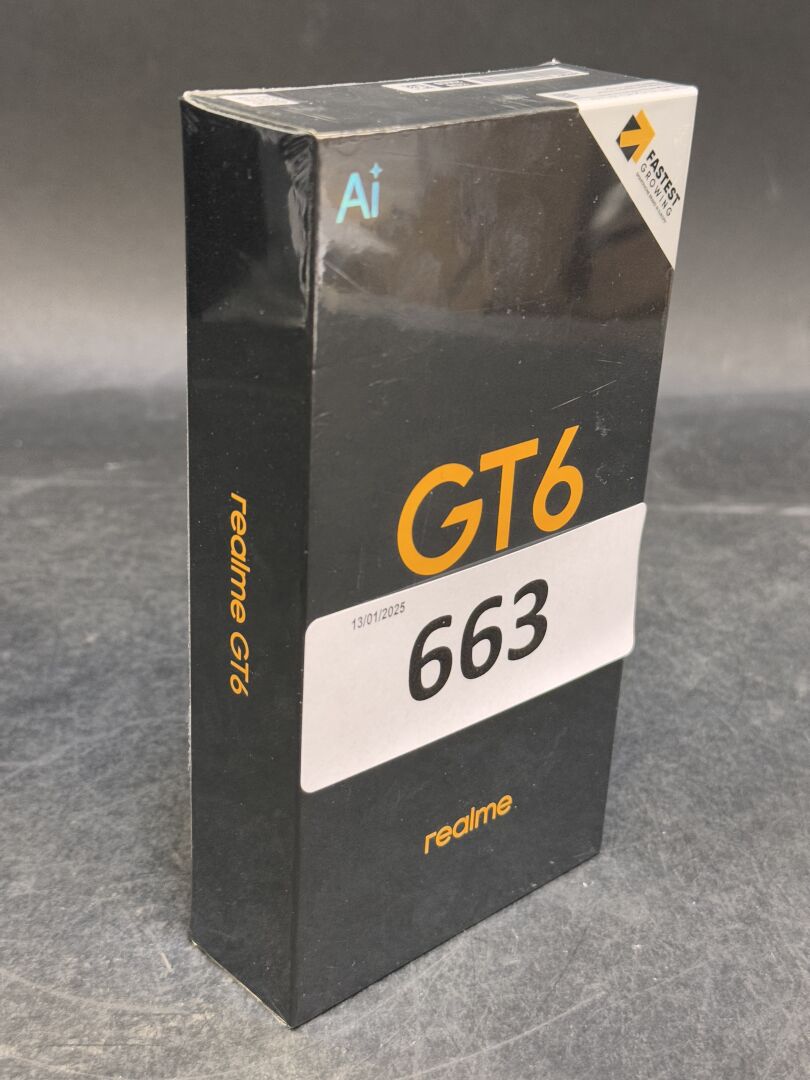 Ai
FASTEST
GROWING
GT6
13/01/2025
663
realme
realme GT6